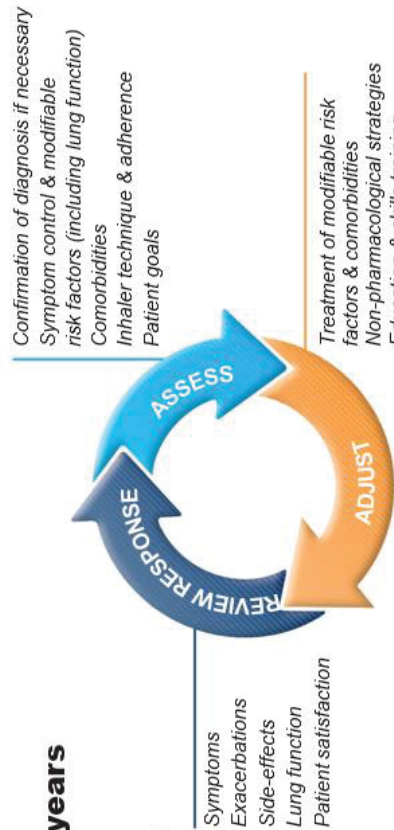 years
Confirmation of diagnosis if necessary
Symptom control & modifiable
risk factors (including lung function)
Comorbidities
Inhaler technique & adherence
Patient goals
ASSESS
ADJUST
REVIEW RESPONSE
Symptoms
Exacerbations
Side-effects
Lung function
Patient satisfaction
Treatment of modifiable risk
factors & comorbidities
Non-pharmacological strategies